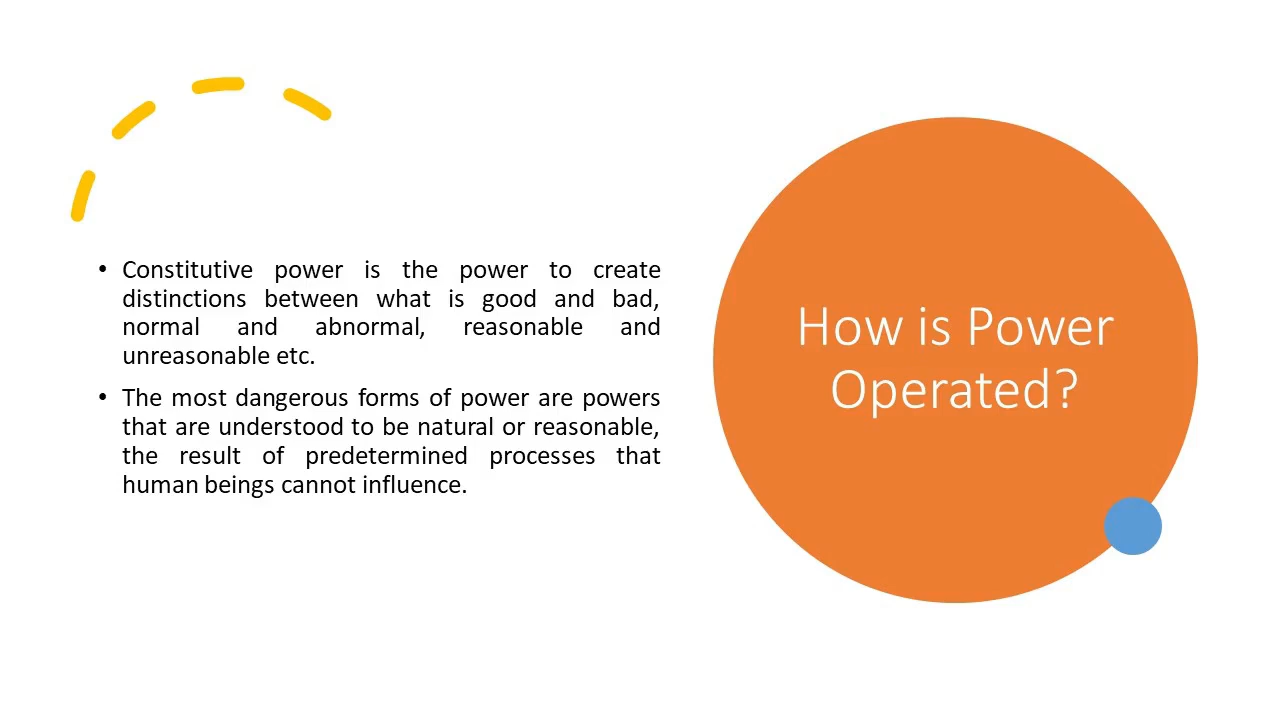 • Constitutive power is the power to create
distinctions between what is good and bad,
normal and abnormal, reasonable and
unreasonable etc.
• The most dangerous forms of power are powers
that are understood to be natural or reasonable,
the result of predetermined processes that
human beings cannot influence.
How is Power
Operated?